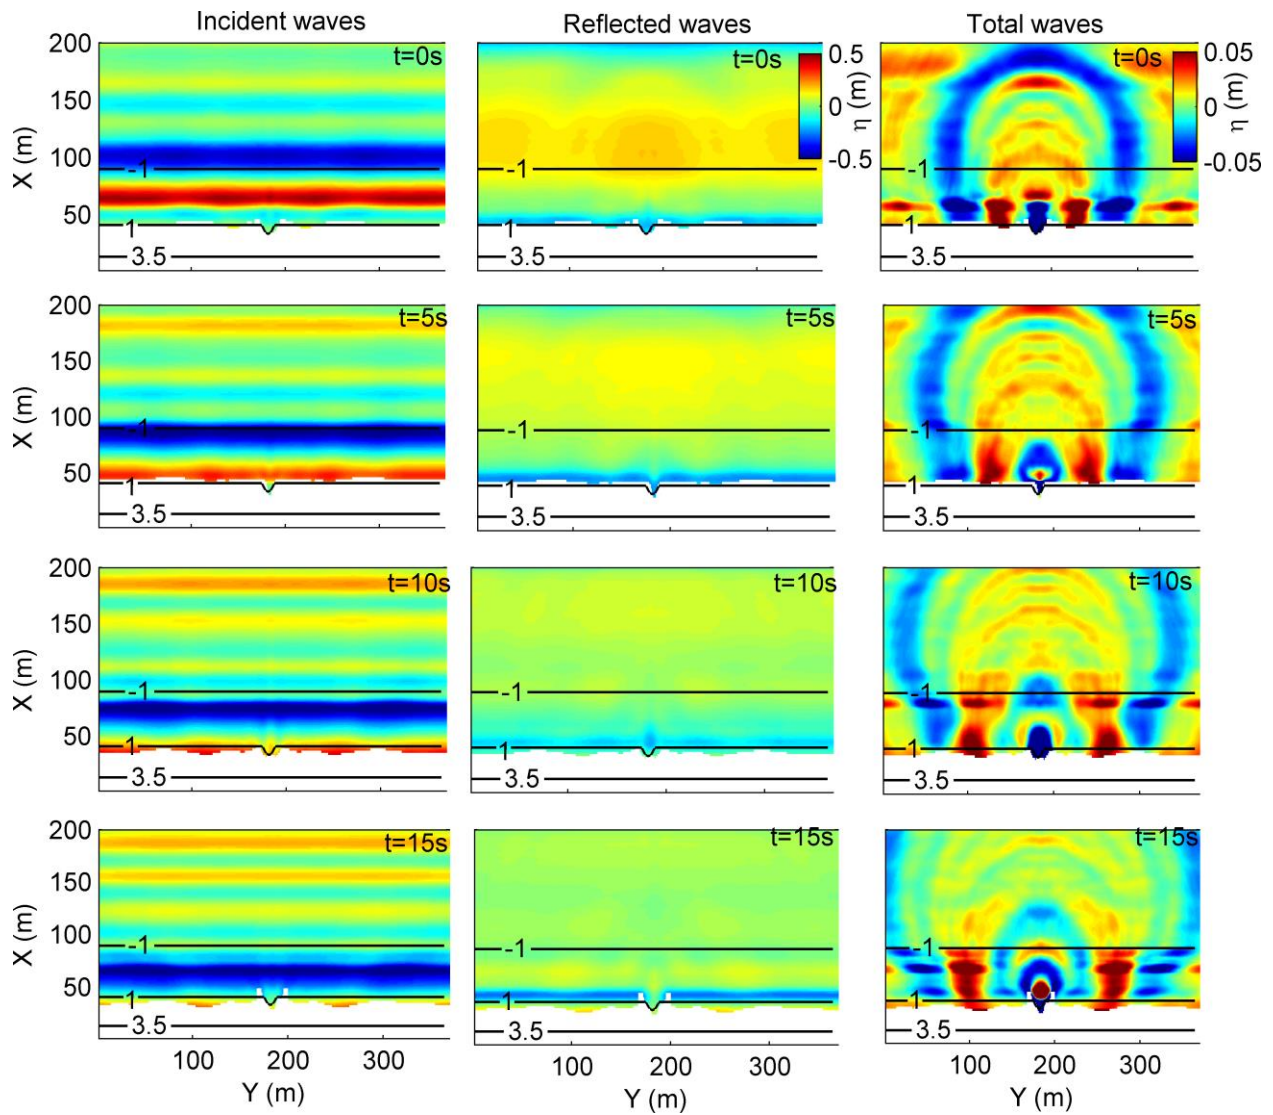 Incident waves
Reflected waves
Total waves
200
150
100
50
X (m)
t=0s
-1
1
3.5
t=0s
0.5
0
-0.5
η (m)
-1
1
3.5
t=0s
0.05
0
-0.05
η (m)
-1
1
3.5
200
150
100
50
X (m)
t=5s
-1
1
3.5
t=5s
-1
1
3.5
t=5s
-1
1
3.5
200
150
100
50
X (m)
t=10s
-1
1
3.5
t=10s
-1
1
3.5
t=10s
-1
1
3.5
200
150
100
50
X (m)
t=15s
-1
1
3.5
t=15s
-1
1
3.5
t=15s
-1
1
3.5
100 200 300
Y (m)
100 200 300
Y (m)
100 200 300
Y (m)